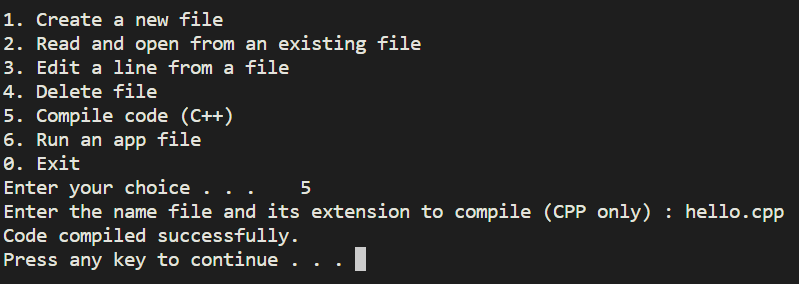 1. Create a new file
2. Read and open from an existing file
3. Edit a line from a file
4. Delete file
5. Compile code (C++)
6. Run an app file
0. Exit
Enter your choice . . .    5
Enter the name file and its extension to compile (CPP only) : hello.cpp
Code compiled successfully.
Press any key to continue . . .